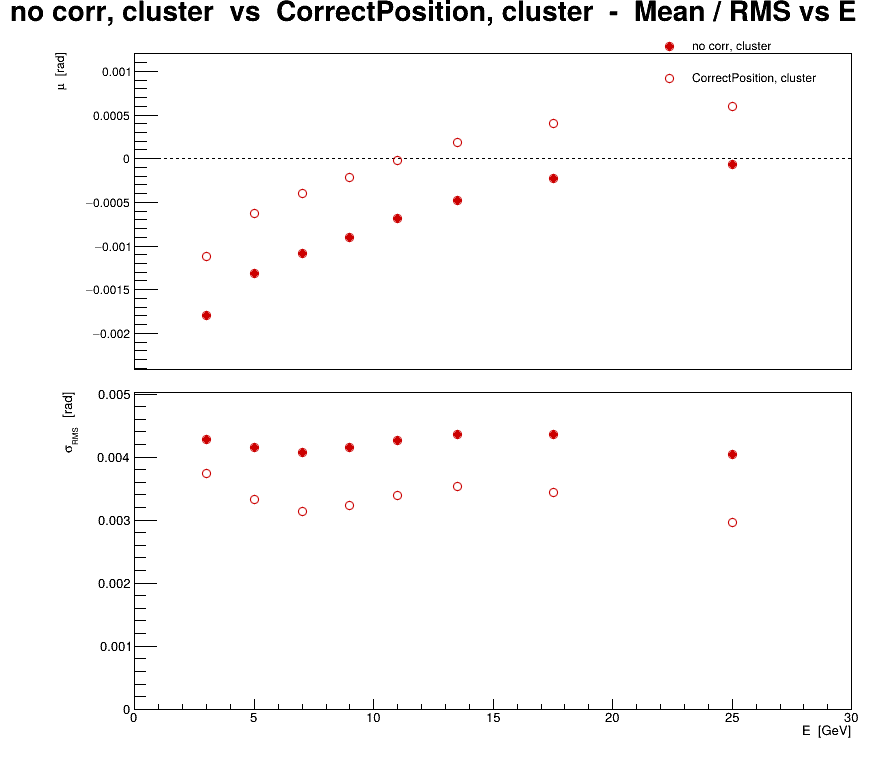 no corr, cluster vs CorrectPosition, cluster - Mean / RMS vs E
no corr, cluster
CorrectPosition, cluster
μ [rad]
0.001
0.0005
0
−0.0005
−0.001
−0.0015
−0.002
σRMS [rad]
0.005
0.004
0.003
0.002
0.001
0
0 5 10 15 20 25 30
E [GeV]